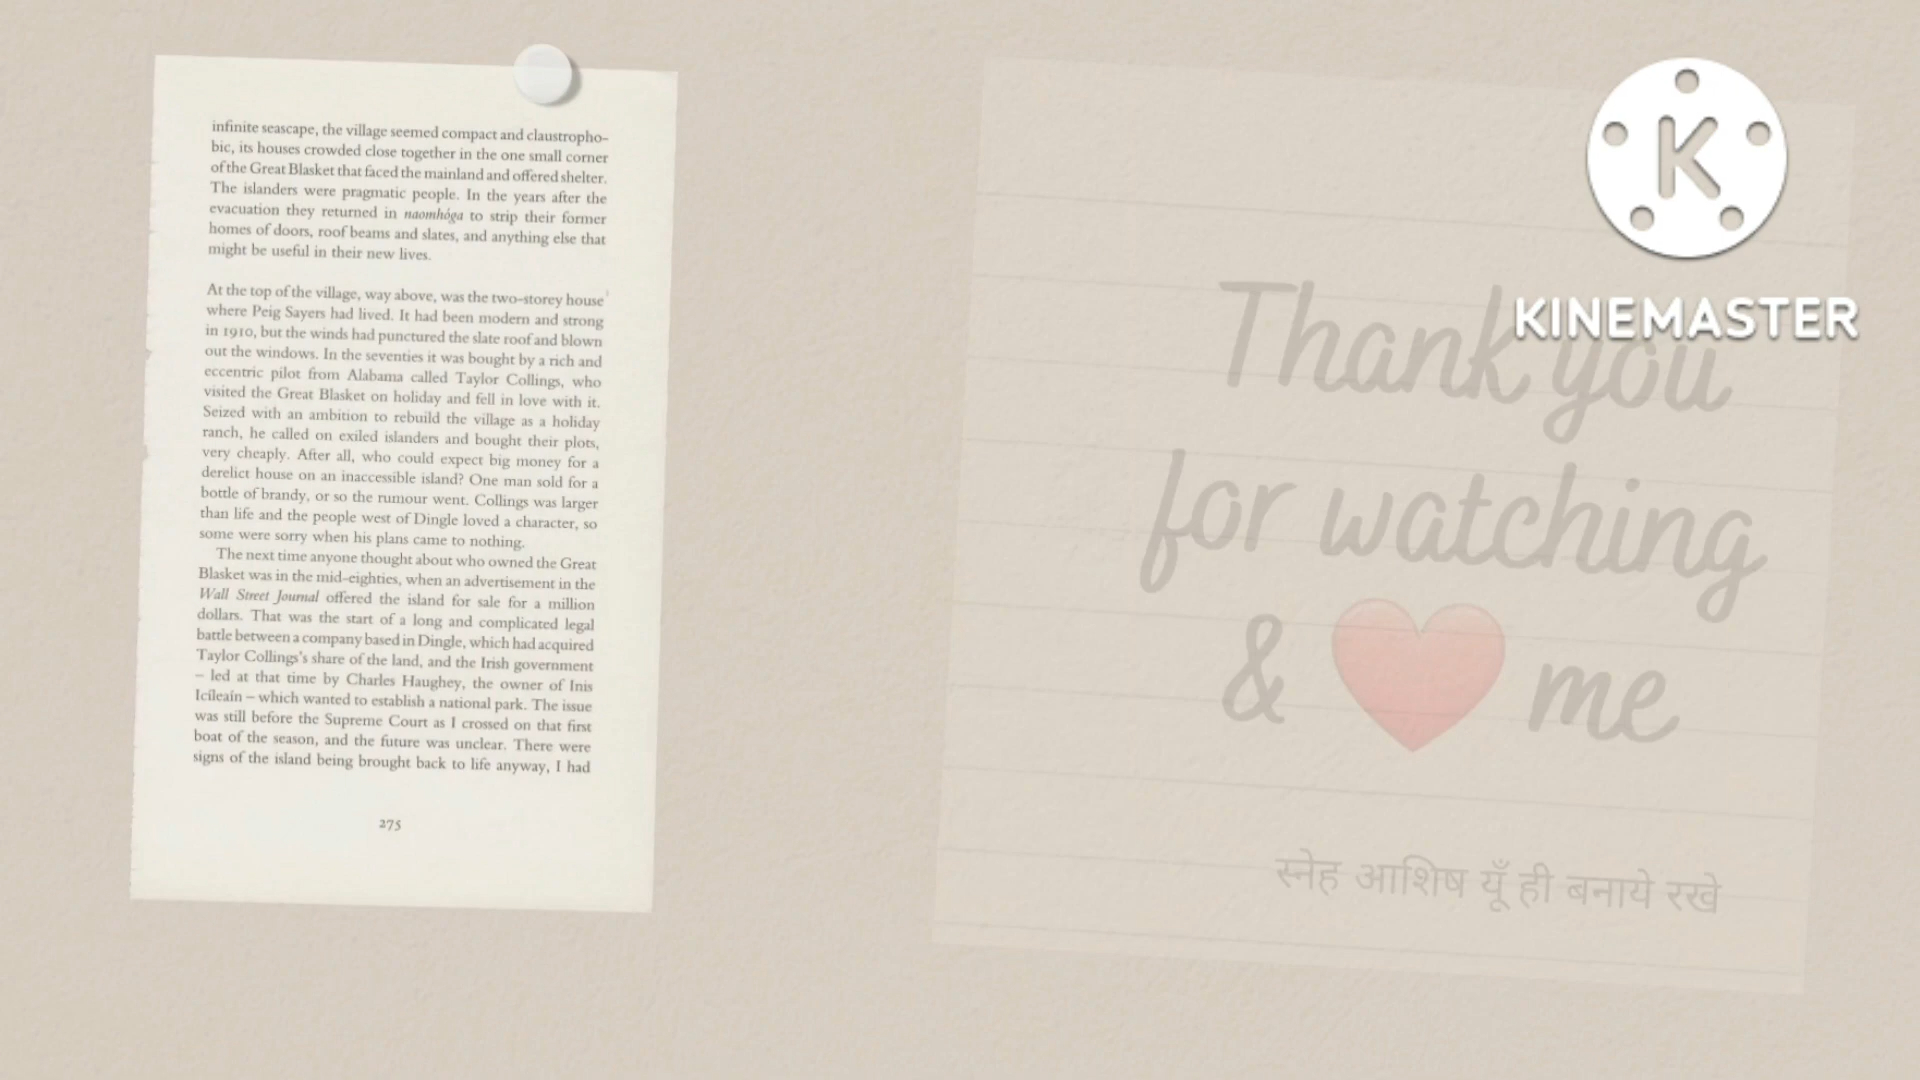 infinite seascape, the village seemed compact and claustropho-
bic, its houses crowded close together in the one small corner
of the Great Blasket that faced the mainland and offered shelter.
The islanders were pragmatic people. In the years after the
evacuation they returned in naomhóga to strip their former
homes of doors, roof beams and slates, and anything else that
might be useful in their new lives.
At the top of the village, way above, was the two-storey house
where Peig Sayers had lived. It had been modern and strong
in 1910, but the winds had punctured the slate roof and blown
out the windows. In the seventies it was bought by a rich and
eccentric pilot from Alabama called Taylor Collings, who
visited the Great Blasket on holiday and fell in love with it.
Seized with an ambition to rebuild the village as a holiday
ranch, he called on exiled islanders and bought their plots,
very cheaply. After all, who could expect big money for a
derelict house on an inaccessible island? One man sold for a
bottle of brandy, or so the rumour went. Collings was larger
than life and the people west of Dingle loved a character, so
some were sorry when his plans came to nothing.
The next time anyone thought about who owned the Great
Blasket was in the mid-eighties, when an advertisement in the
Wall Street Journal offered the island for sale for a million
dollars. That was the start of a long and complicated legal
battle between a company based in Dingle, which had acquired
Taylor Collings's share of the land, and the Irish government
– led at that time by Charles Haughey, the owner of Inis
Icíleaín – which wanted to establish a national park. The issue
was still before the Supreme Court as I crossed on that first
boat of the season, and the future was unclear. There were
signs of the island being brought back to life anyway, I had
275
K
KINEMASTER
Thank you
for watching
& ❤ me
स्नेह आशिष यूँ ही बनाये रखे